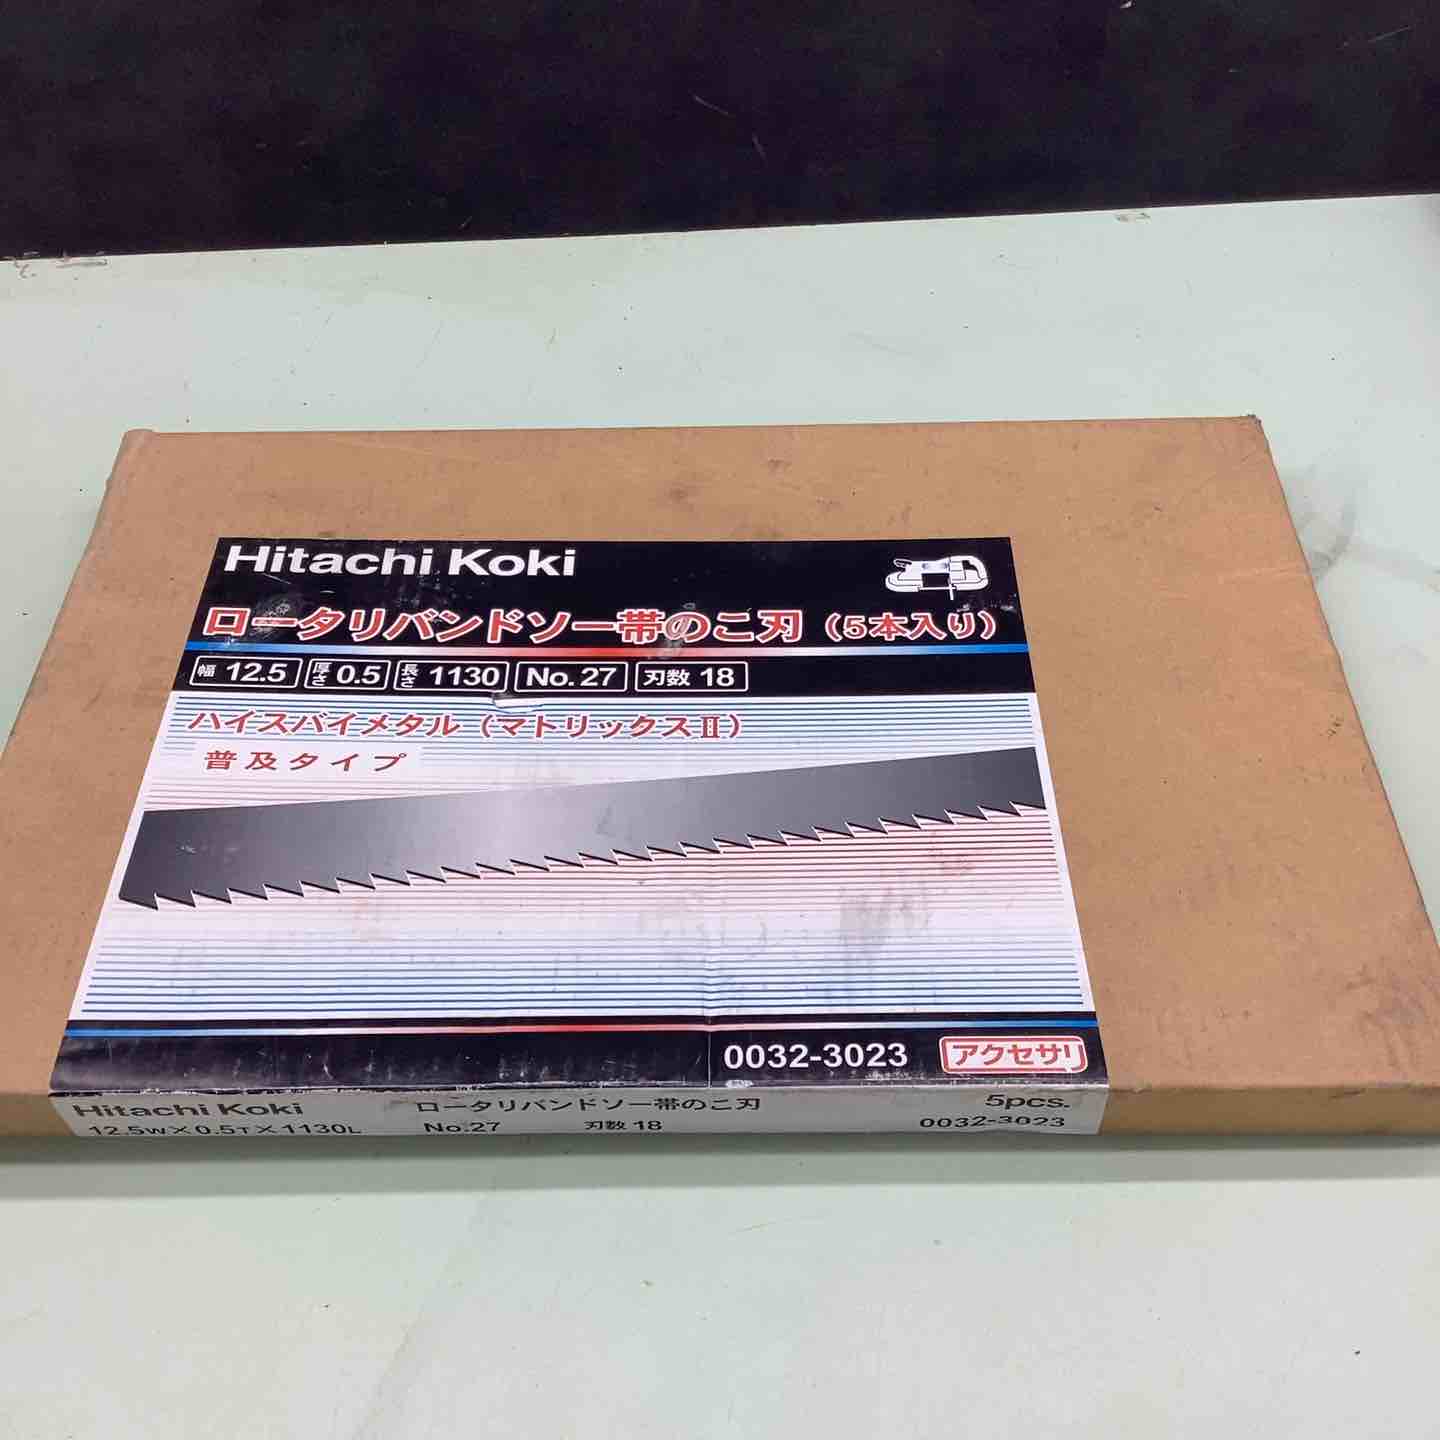 Hitachi Koki
ロータリバンドソー帯のこ刃（5本入り）
幅 12.5 厚さ 0.5 長さ 1130 No.27 刃数 18
ハイスバイメタル（マトリックスⅡ）
普及タイプ
0032-3023 アクセサリ
Hitachi Koki ロータリバンドソー帯のこ刃 5pcs.
12.5W×0.5T×1130L No.27 刃数 18 0032-3023